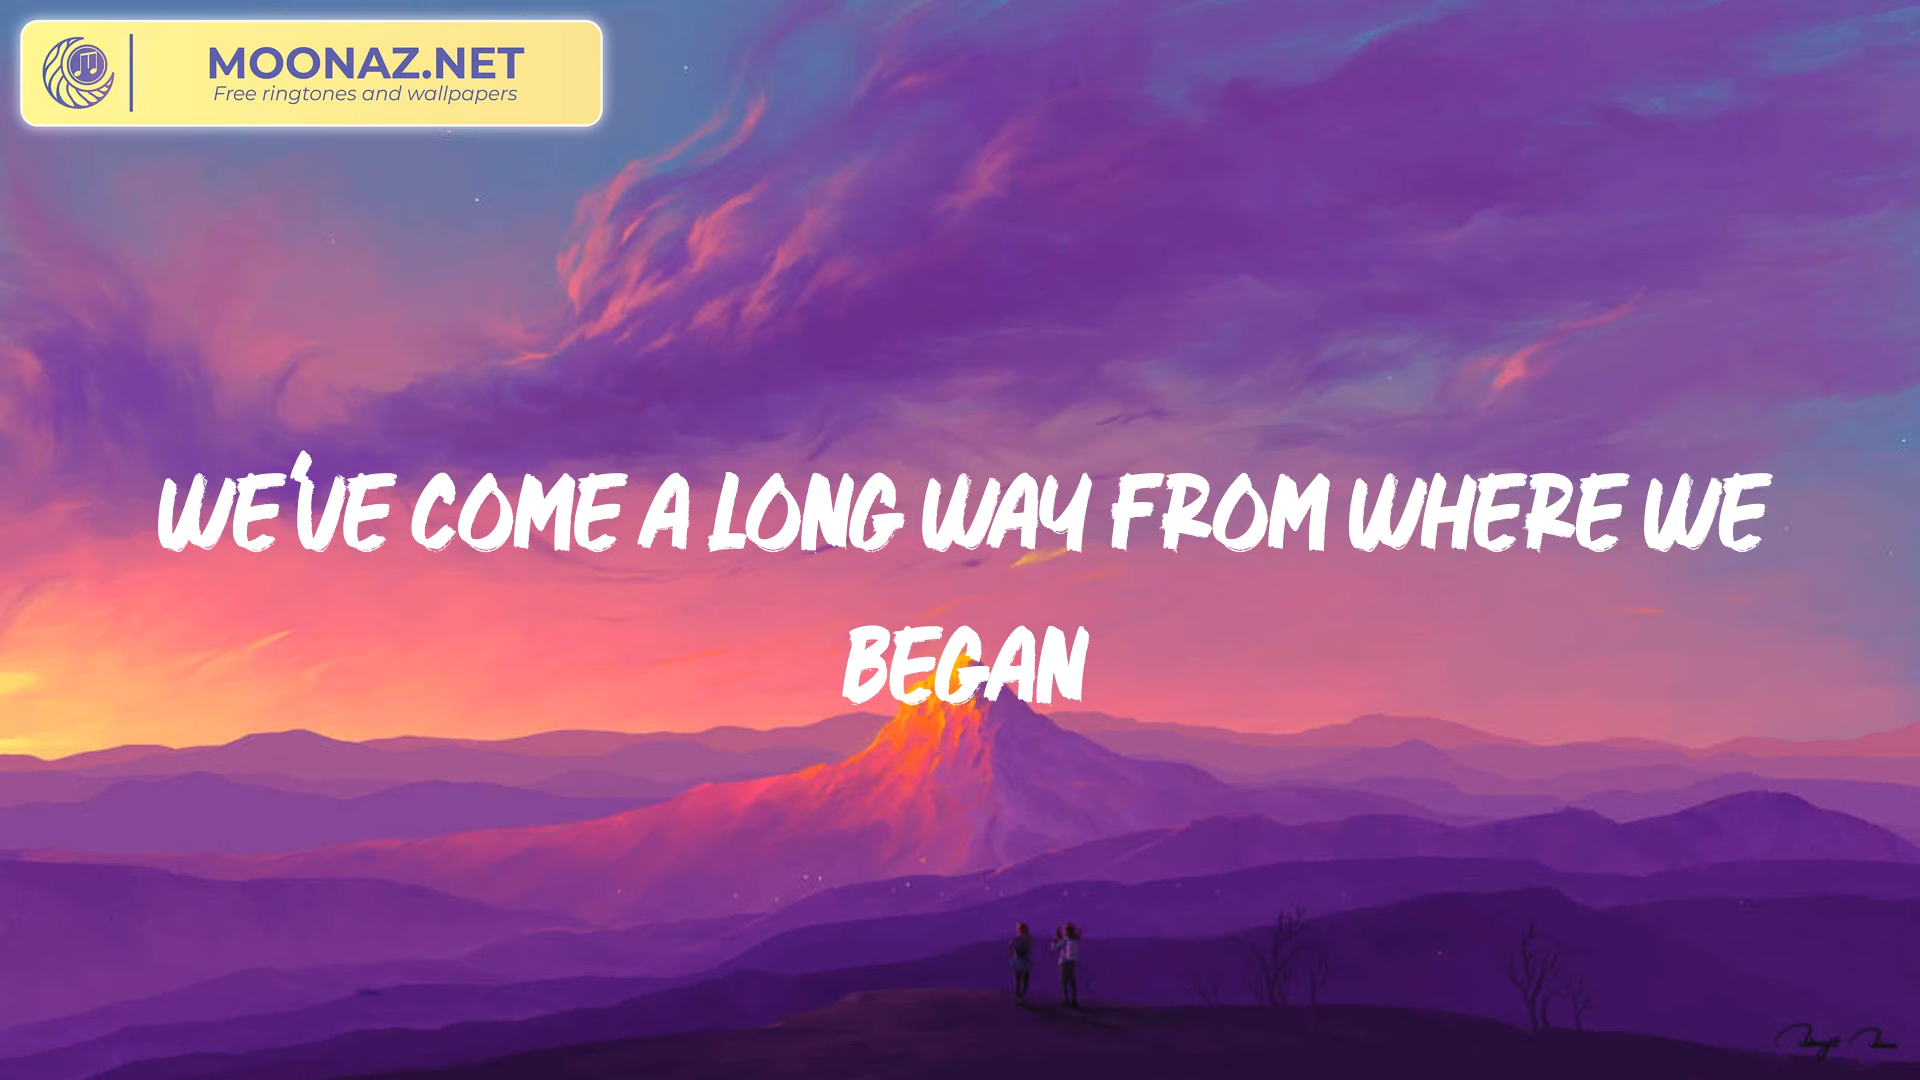 MOONAZ.NET
Free ringtones and wallpapers
WE'VE COME A LONG WAY FROM WHERE WE
BEGAN